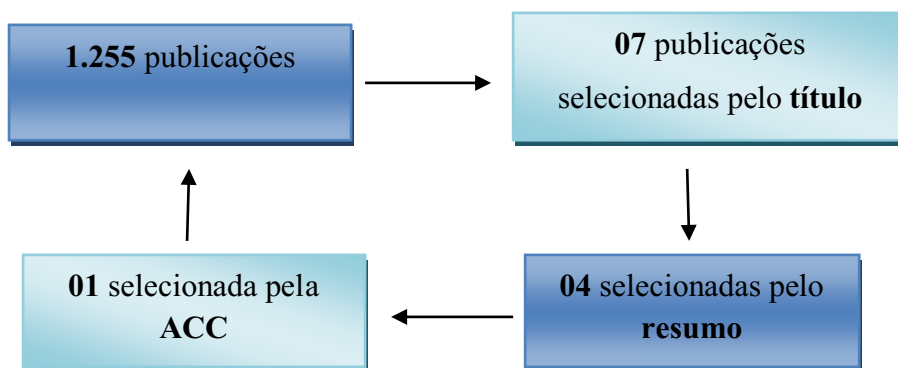 1.255 publicações
07 publicações
selecionadas pelo título
01 selecionada pela
ACC
04 selecionadas pelo
resumo